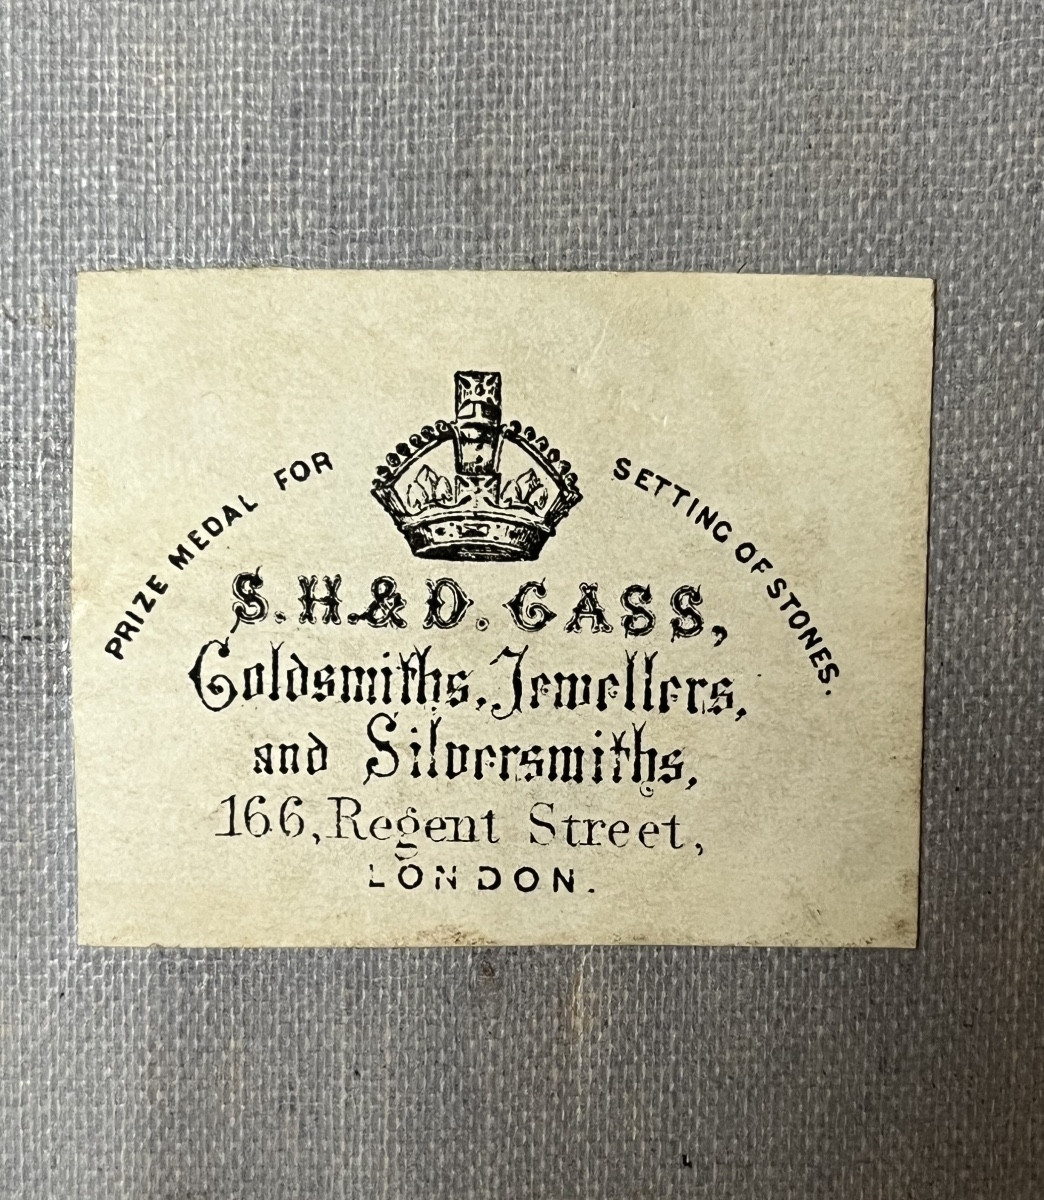 PRIZE MEDAL FOR SETTING OF STONES.
S.H.& D. GASS,
Goldsmiths, Jewellers,
and Silversmiths,
166, Regent Street,
LONDON.